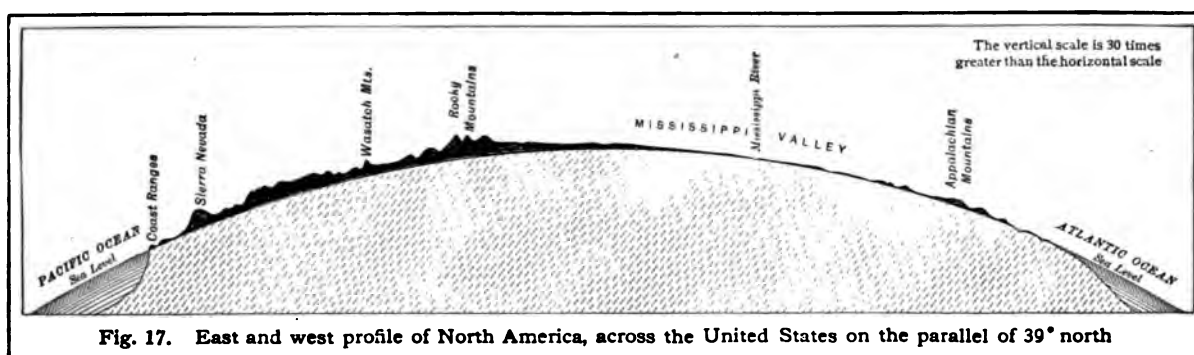 The vertical scale is 30 times
greater than the horizontal scale
PACIFIC OCEAN
Sea Level
Coast Ranges
Sierra Nevada
Wasatch Mts.
Rocky
Mountains
MISSISSIPPI VALLEY
Mississippi River
Appalachian
Mountains
ATLANTIC OCEAN
Sea Level
Fig. 17. East and west profile of North America, across the United States on the parallel of 39° north